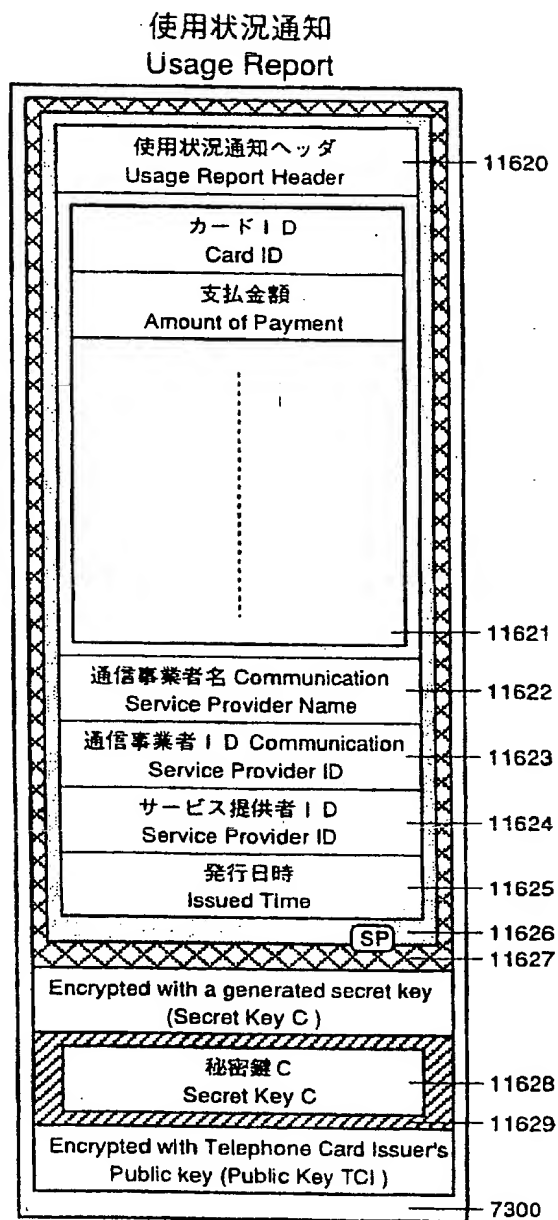 使用状況通知
Usage Report
使用状況通知ヘッダ
Usage Report Header
11620
カードID
Card ID
支払金額
Amount of Payment
11621
通信事業者名 Communication
Service Provider Name
11622
通信事業者ID Communication
Service Provider ID
11623
サービス提供者ID
Service Provider ID
11624
発行日時
Issued Time
11625
SP
11626
11627
Encrypted with a generated secret key
(Secret Key C )
秘密鍵C
Secret Key C
11628
11629
Encrypted with Telephone Card Issuer's
Public key (Public Key TCI )
7300